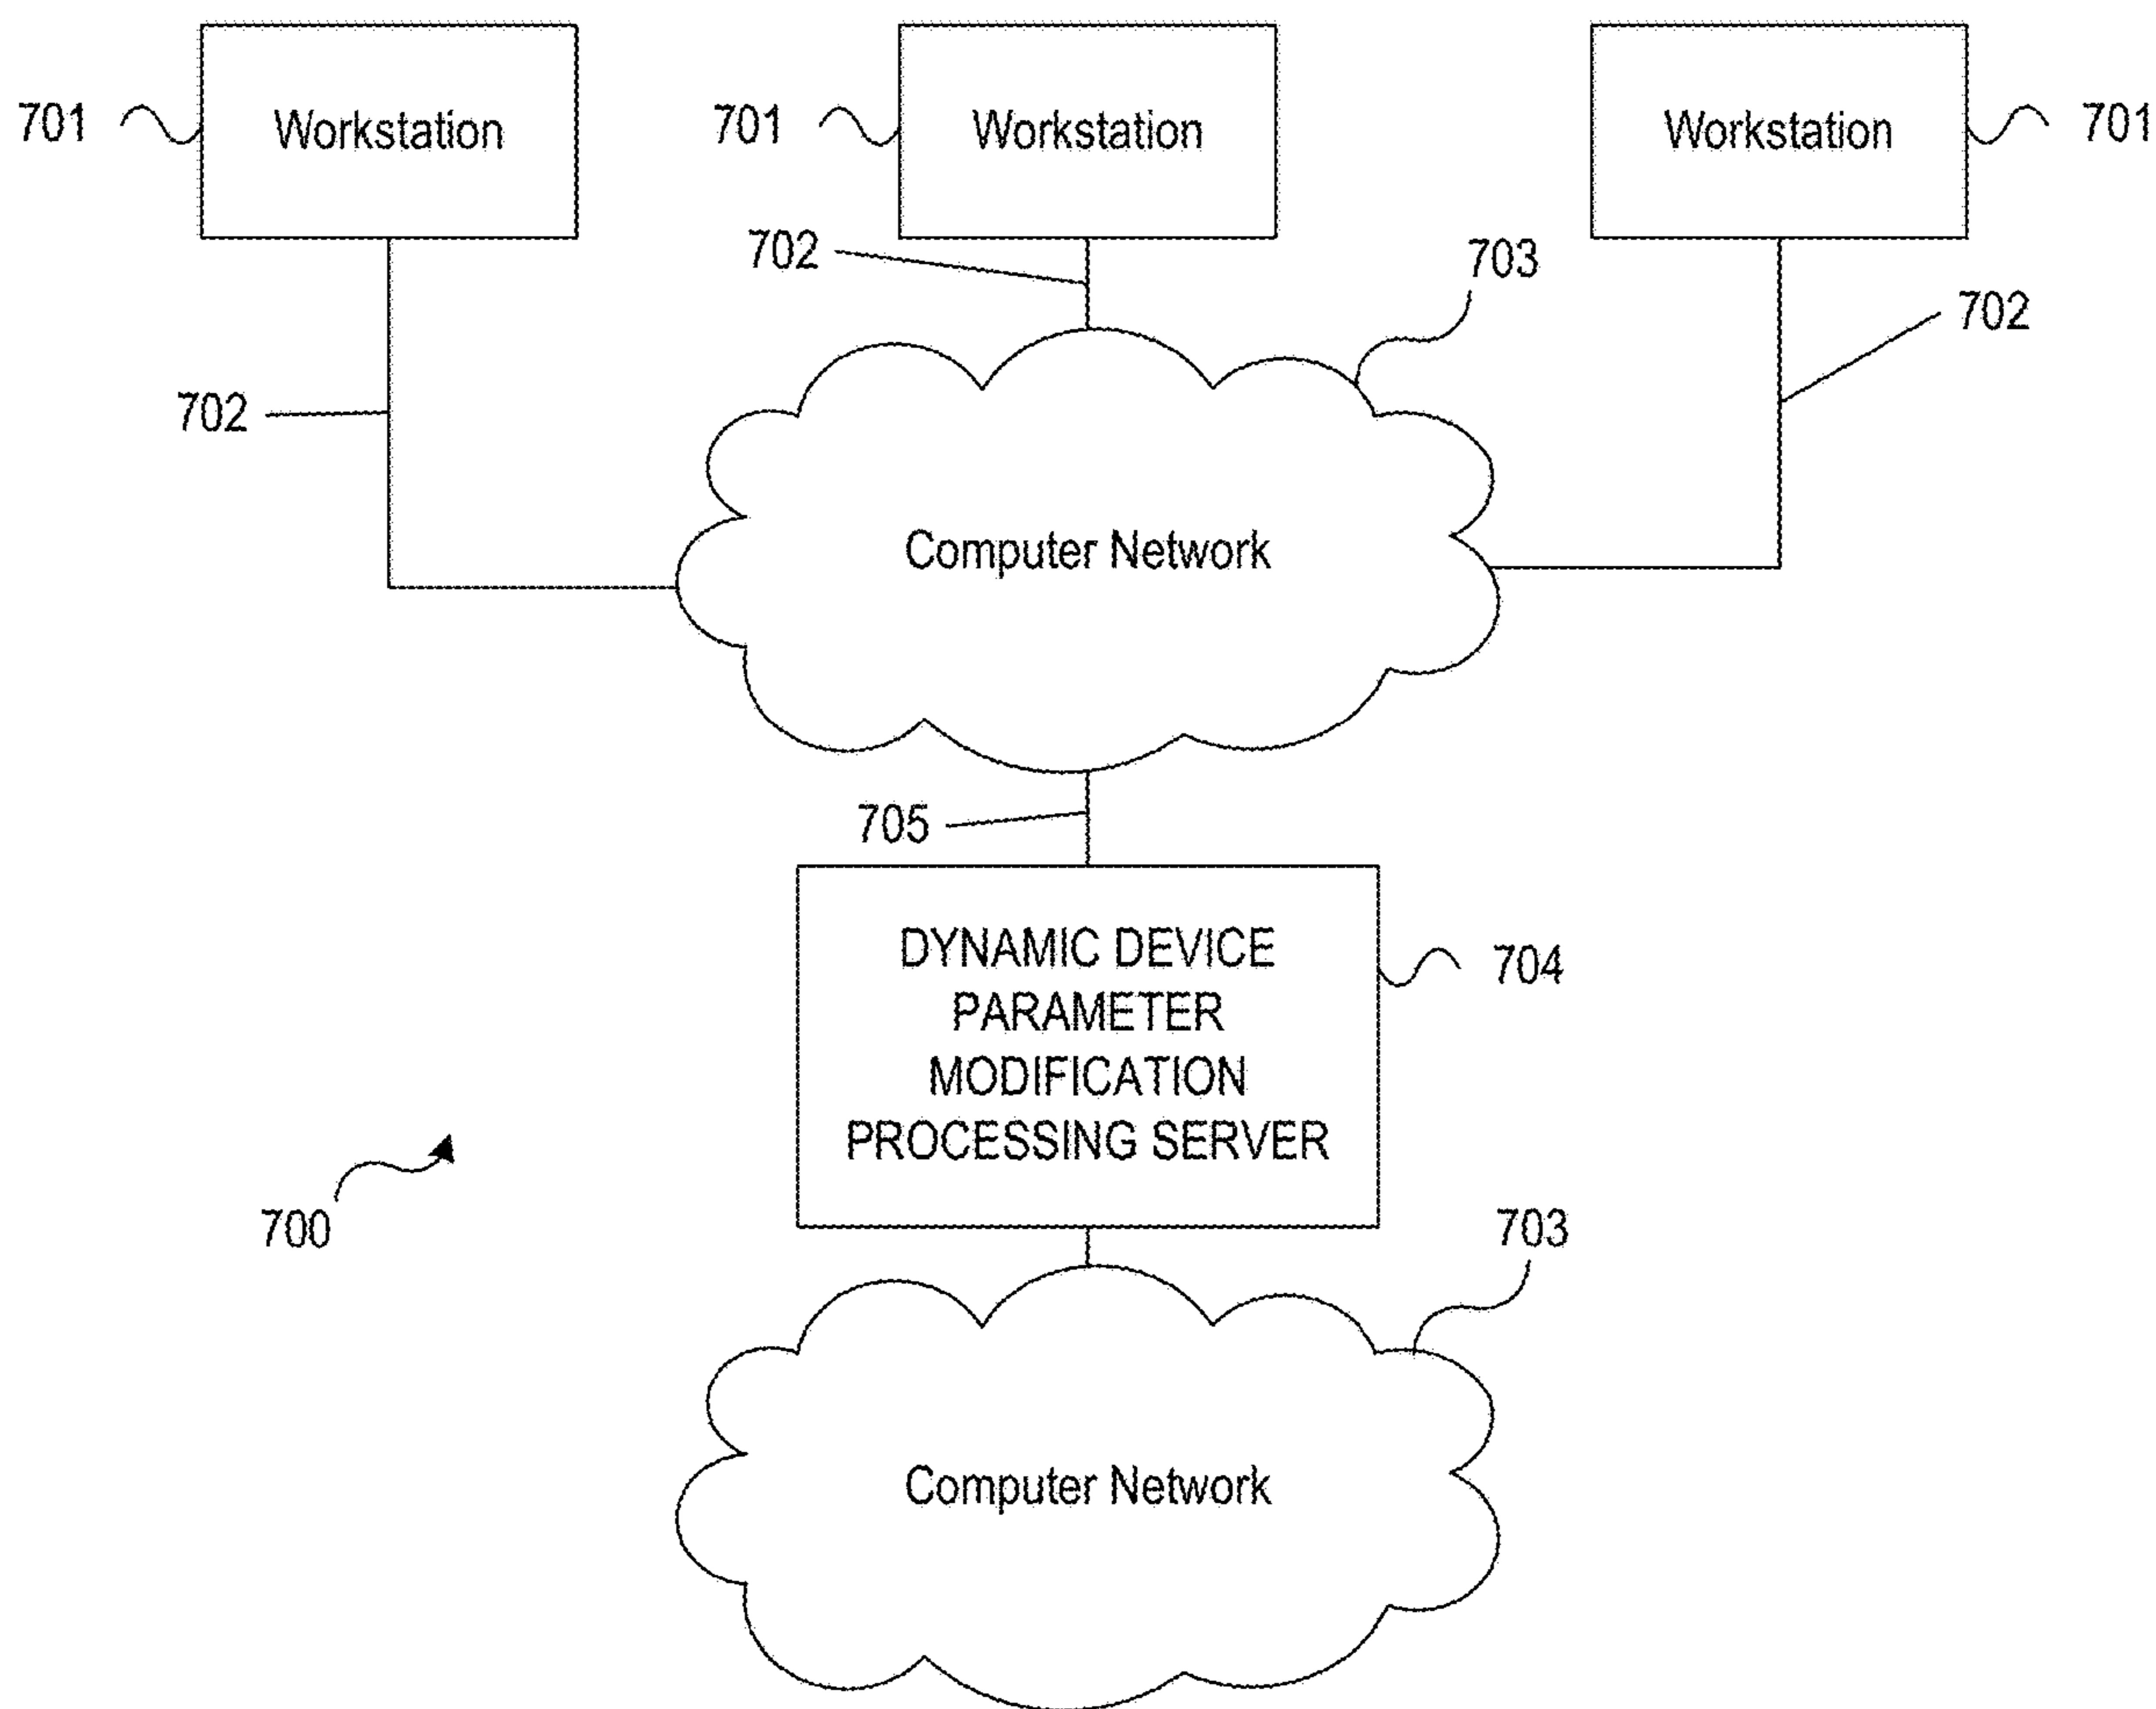 701
Workstation
701
Workstation
Workstation
701
702
703
702
702
Computer Network
705
DYNAMIC DEVICE
PARAMETER
MODIFICATION
PROCESSING SERVER
704
700
703
Computer Network